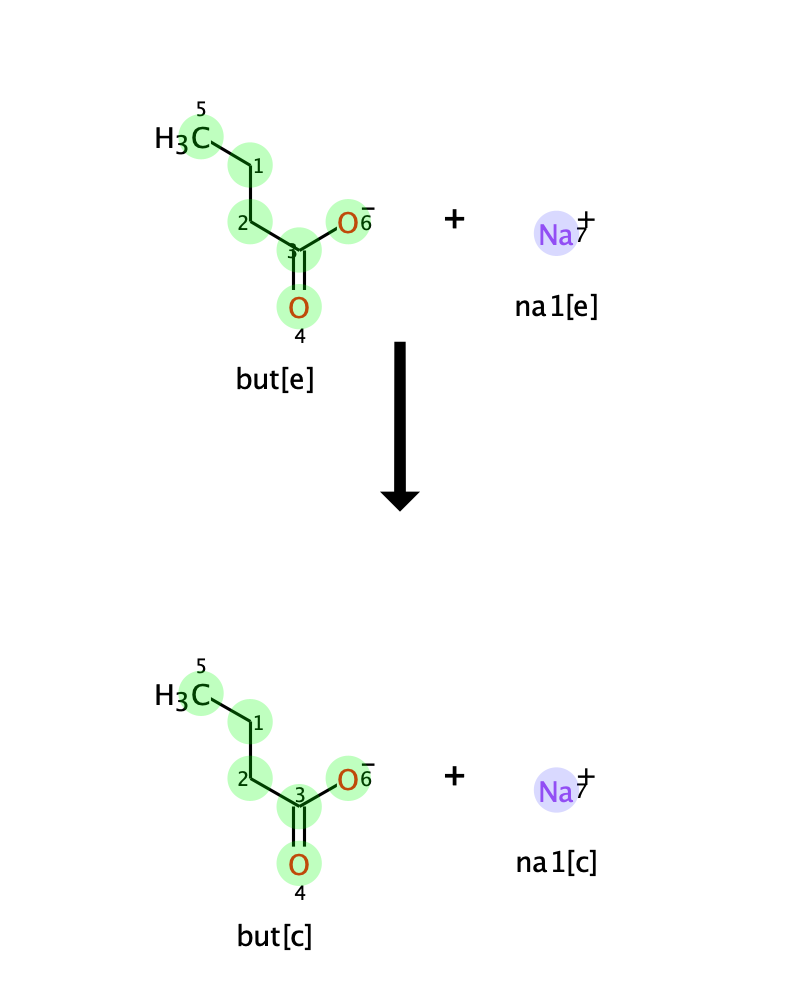 5
H3C
1
2
3
O6−
O
4
but[e]
+
Na7+
na1[e]
5
H3C
1
2
3
O6−
O
4
but[c]
+
Na7+
na1[c]